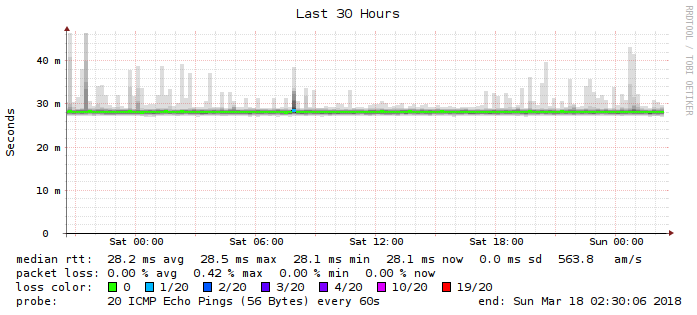 Last 30 Hours
RRDTOOL / TOBI OETIKER
Seconds
40 m
30 m
20 m
10 m
0
Sat 00:00 Sat 06:00 Sat 12:00 Sat 18:00 Sun 00:00
median rtt: 28.2 ms avg 28.5 ms max 28.1 ms min 28.1 ms now 0.0 ms sd 563.8 am/s
packet loss: 0.00 % avg 0.42 % max 0.00 % min 0.00 % now
loss color: 0 1/20 2/20 3/20 4/20 10/20 19/20
probe: 20 ICMP Echo Pings (56 Bytes) every 60s end: Sun Mar 18 02:30:06 2018